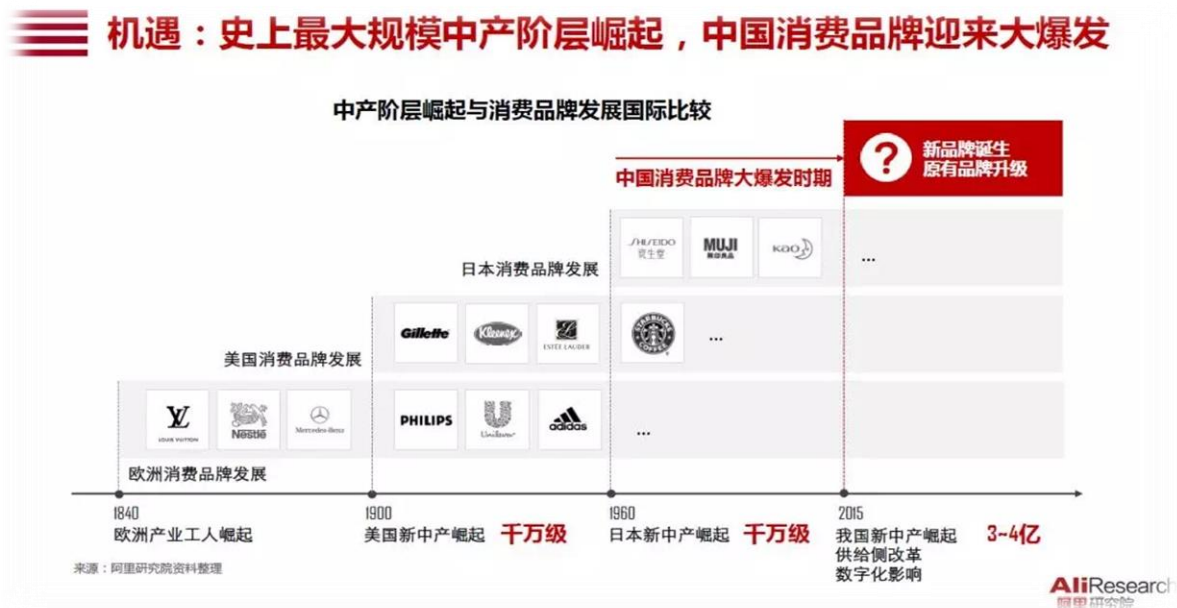 机遇：史上最大规模中产阶层崛起，中国消费品牌迎来大爆发
中产阶层崛起与消费品牌发展国际比较
?
新品牌诞生
原有品牌升级
中国消费品牌大爆发时期
日本消费品牌发展
SHISEIDO
資生堂
MUJI
無印良品
Kao
...
美国消费品牌发展
Gillette
Kleenex
ESTĒE LAUDER
STARBUCKS
COFFEE
...
欧洲消费品牌发展
LV
LOUIS VUITTON
Nestlē
Mercedes-Benz
PHILIPS
Unilever
adidas
...
1840
欧洲产业工人崛起
1900
美国新中产崛起 千万级
1960
日本新中产崛起 千万级
2015
我国新中产崛起 3~4亿
供给侧改革
数字化影响
来源：阿里研究院资料整理
AliResearch
阿里研究院